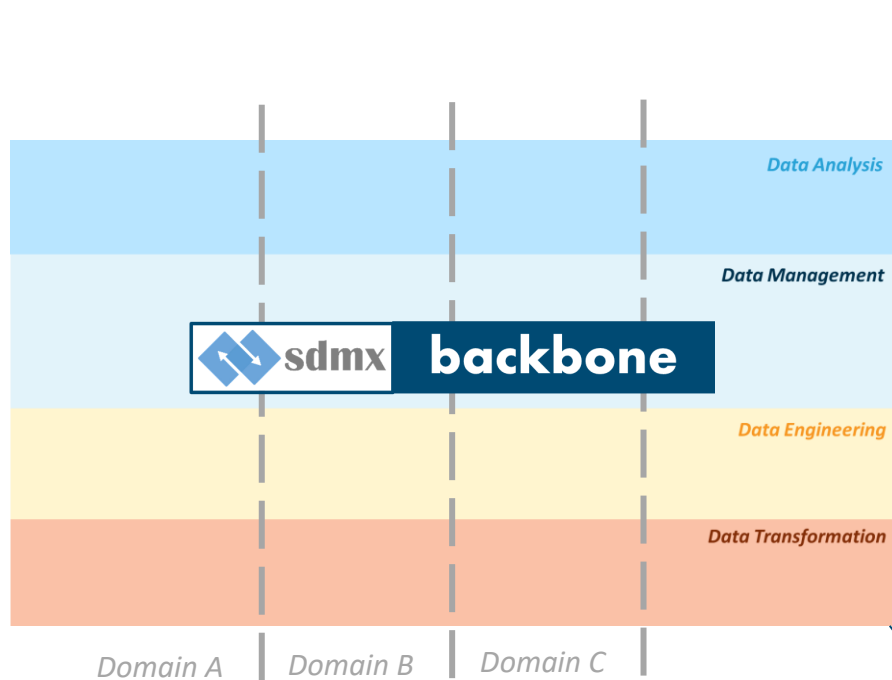 Data Analysis
Data Management
sdmx backbone
Data Engineering
Data Transformation
Domain A Domain B Domain C